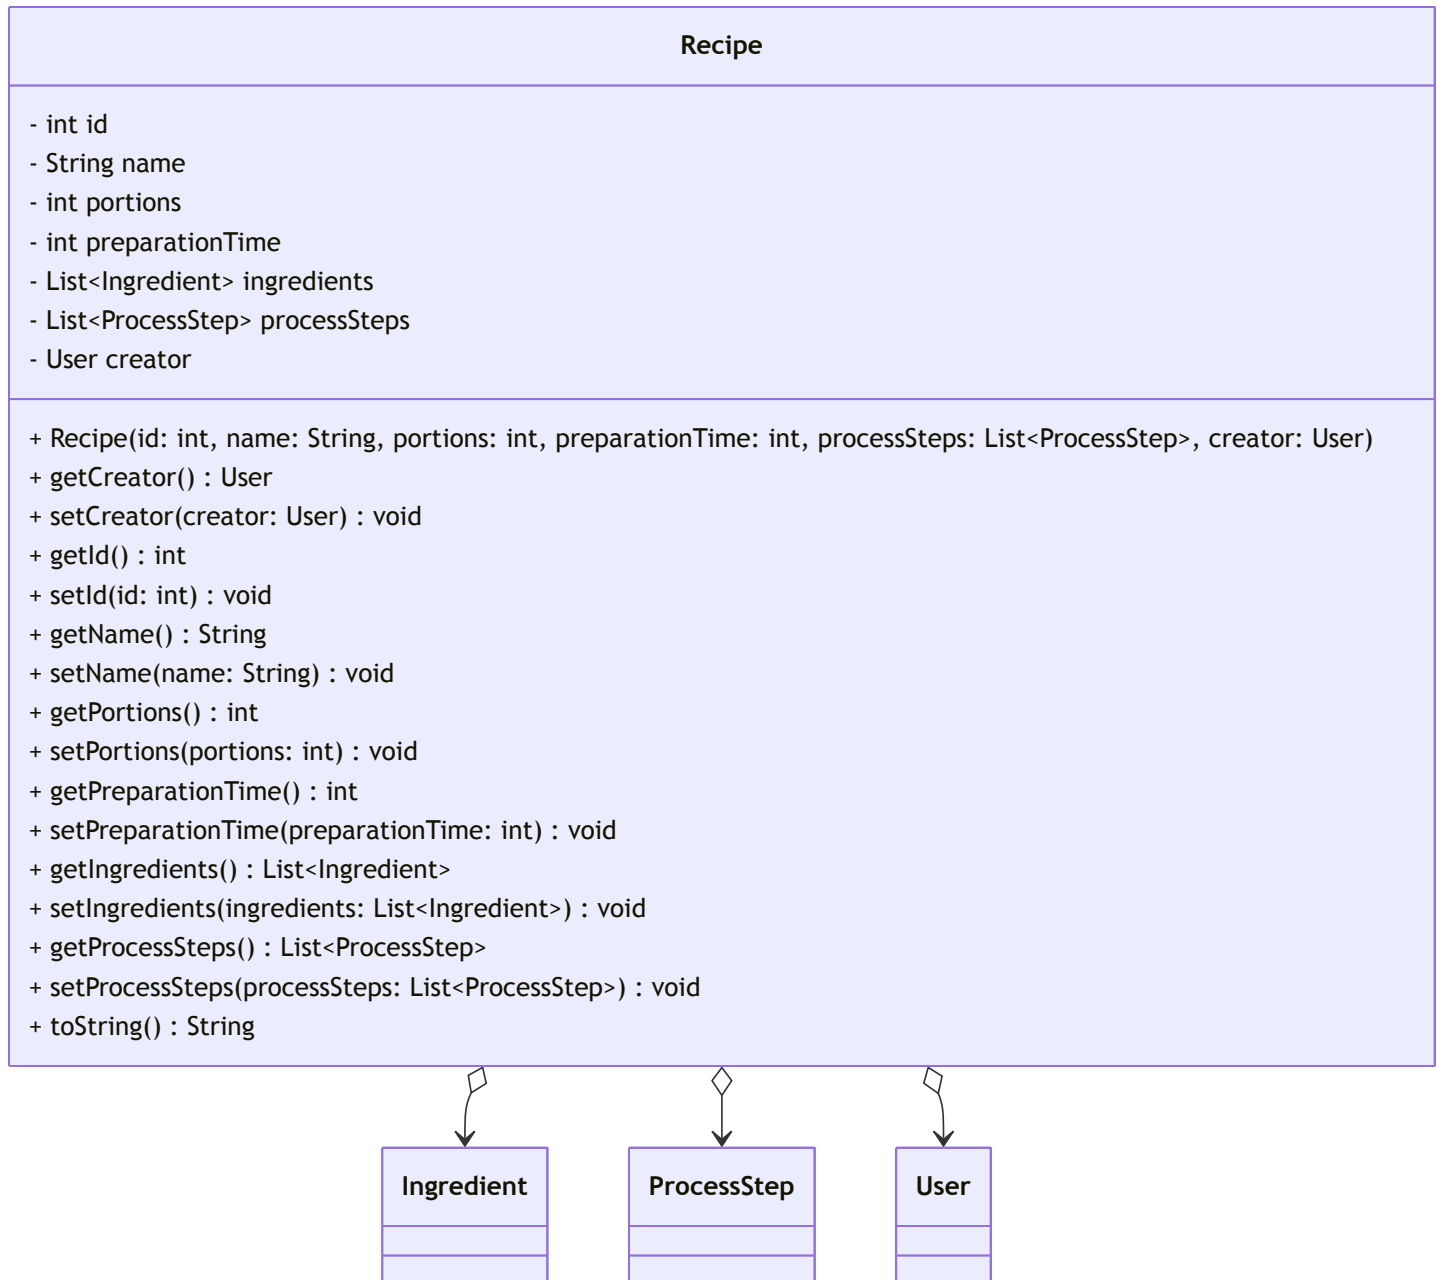 Recipe
- int id
- String name
- int portions
- int preparationTime
- List<Ingredient> ingredients
- List<ProcessStep> processSteps
- User creator
+ Recipe(id: int, name: String, portions: int, preparationTime: int, processSteps: List<ProcessStep>, creator: User)
+ getCreator() : User
+ setCreator(creator: User) : void
+ getId() : int
+ setId(id: int) : void
+ getName() : String
+ setName(name: String) : void
+ getPortions() : int
+ setPortions(portions: int) : void
+ getPreparationTime() : int
+ setPreparationTime(preparationTime: int) : void
+ getIngredients() : List<Ingredient>
+ setIngredients(ingredients: List<Ingredient>) : void
+ getProcessSteps() : List<ProcessStep>
+ setProcessSteps(processSteps: List<ProcessStep>) : void
+ toString() : String
Ingredient
ProcessStep
User